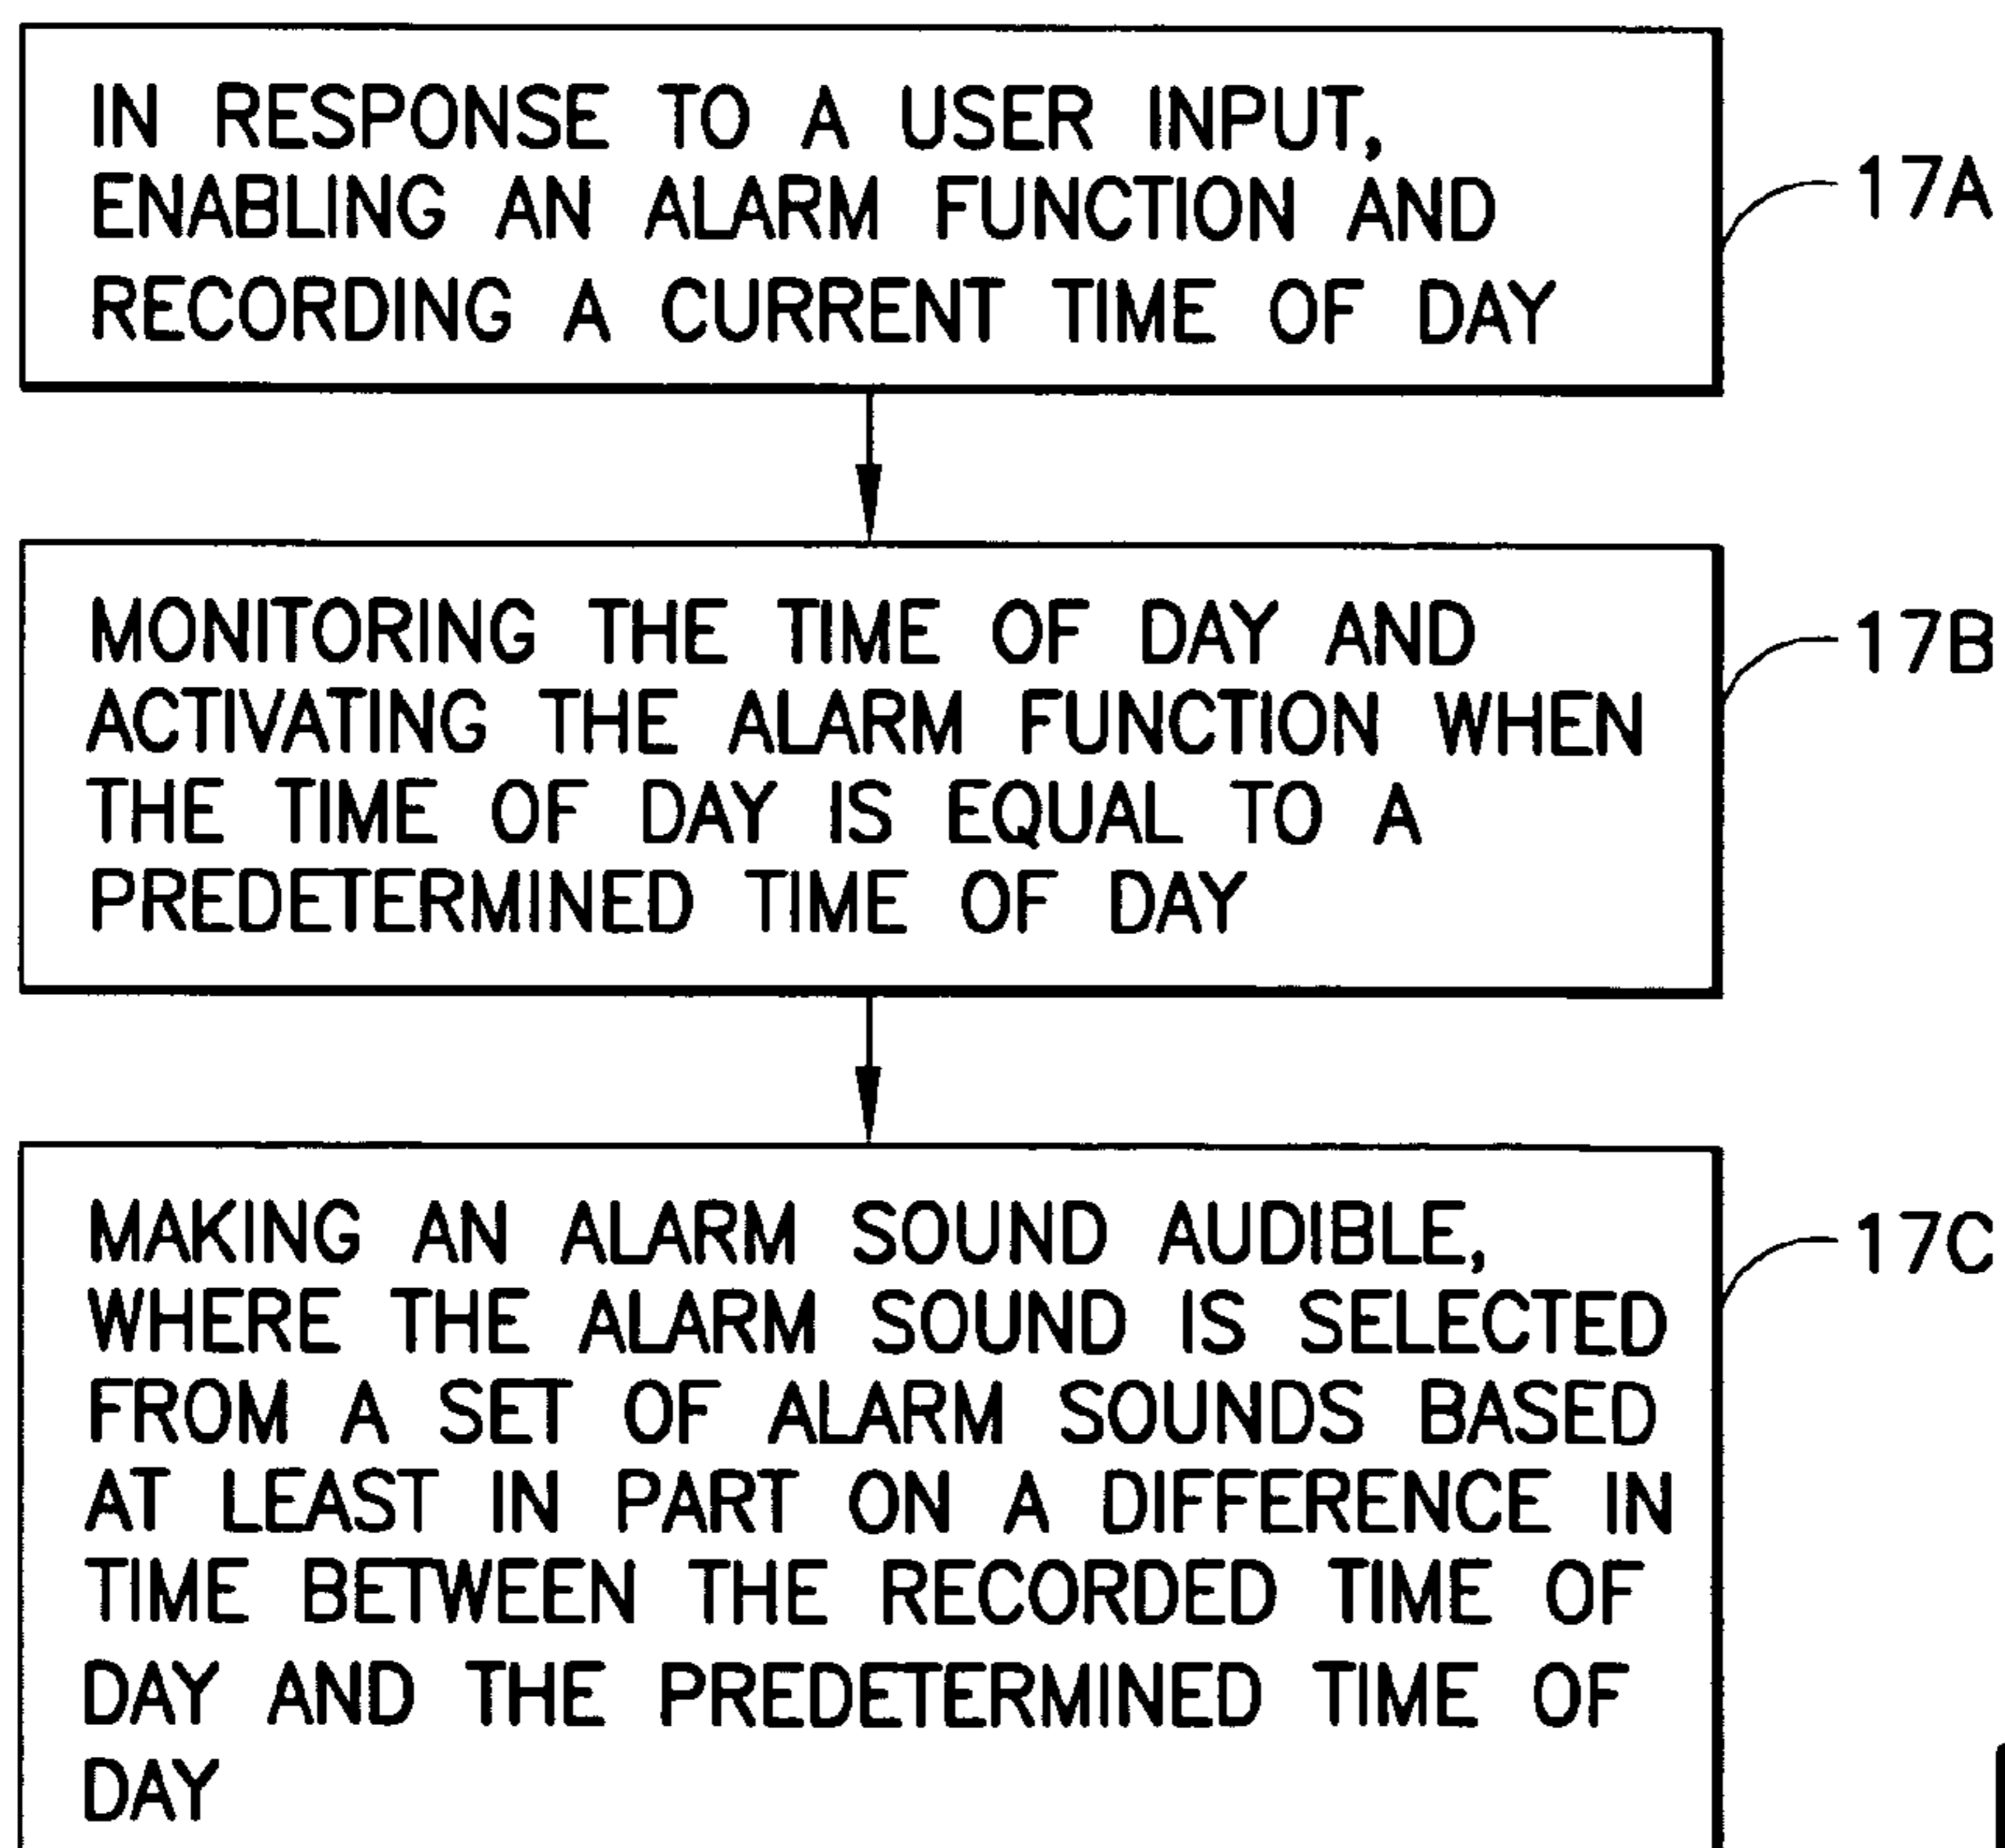 IN RESPONSE TO A USER INPUT,
ENABLING AN ALARM FUNCTION AND
RECORDING A CURRENT TIME OF DAY
17A
MONITORING THE TIME OF DAY AND
ACTIVATING THE ALARM FUNCTION WHEN
THE TIME OF DAY IS EQUAL TO A
PREDETERMINED TIME OF DAY
17B
MAKING AN ALARM SOUND AUDIBLE,
WHERE THE ALARM SOUND IS SELECTED
FROM A SET OF ALARM SOUNDS BASED
AT LEAST IN PART ON A DIFFERENCE IN
TIME BETWEEN THE RECORDED TIME OF
DAY AND THE PREDETERMINED TIME OF
DAY
17C